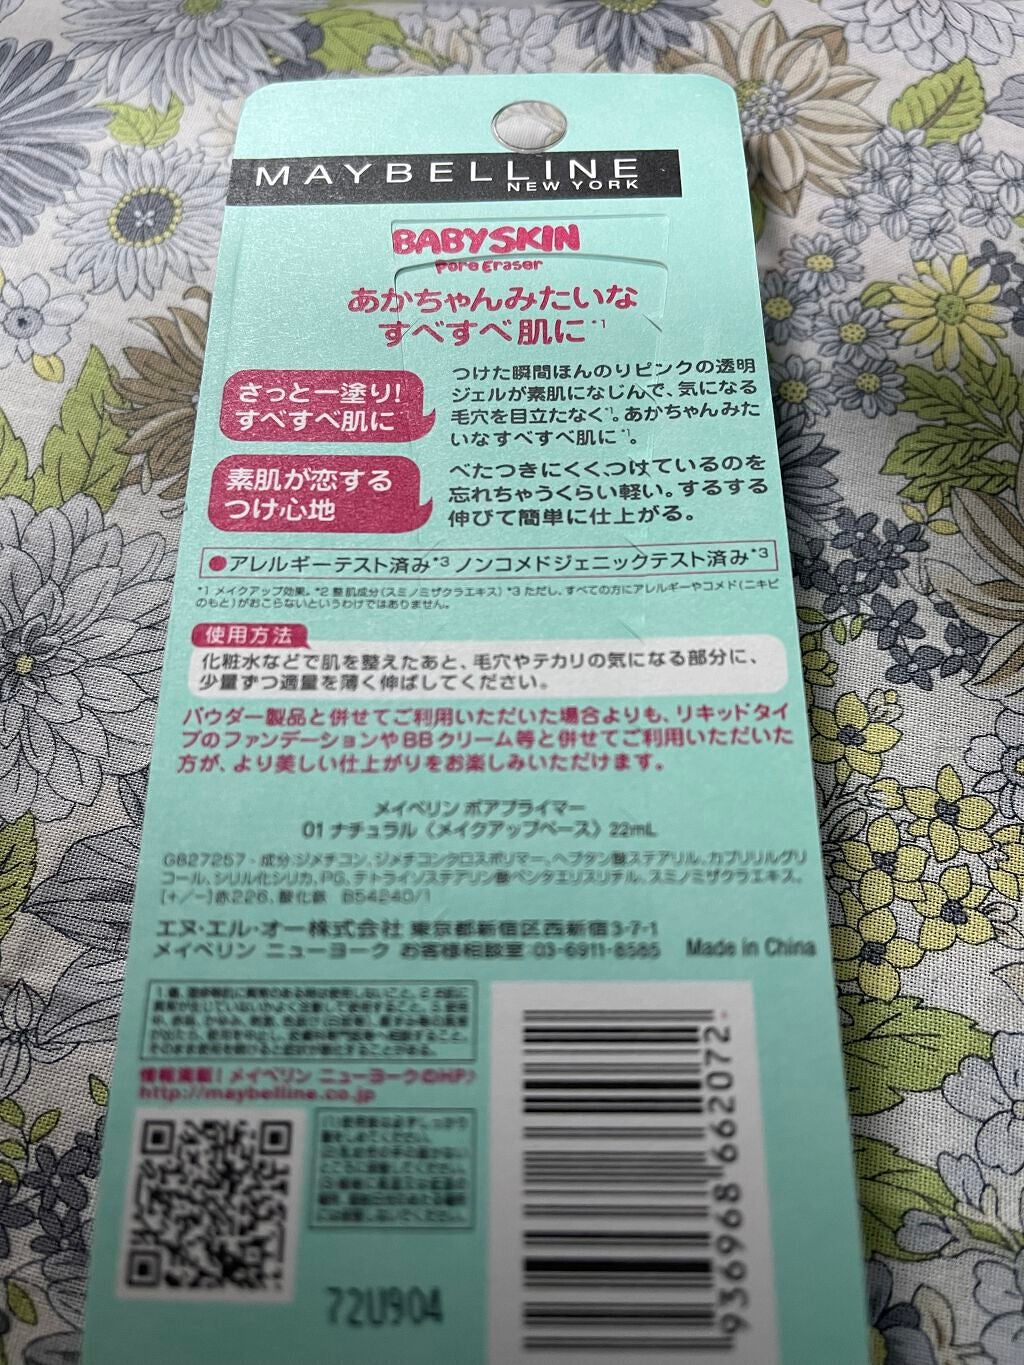 MAYBELLINE
NEW YORK
BABYSKIN
Pore Eraser
あかちゃんみたいな
すべすべ肌に*1
さっと一塗り!
すべすべ肌に
つけた瞬間ほんのりピンクの透明
ジェルが素肌になじんで、気になる
毛穴を目立たなく*1。あかちゃんみた
いなすべすべ肌に*1。
素肌が恋する
つけ心地
べたつきにくくつけているのを
忘れちゃうくらい軽い。するする
伸びて簡単に仕上がる。
●アレルギーテスト済み*3 ノンコメドジェニックテスト済み*3
*1 メイクアップ効果。*2 整肌成分(スミノミザクラエキス) *3 ただし、すべての方にアレルギーやコメド(ニキビ
のもと)がおこらないというわけではありません。
使用方法
化粧水などで肌を整えたあと、毛穴やテカリの気になる部分に、
少量ずつ適量を薄く伸ばしてください。
パウダー製品と併せてご利用いただいた場合よりも、リキッドタイ
プのファンデーションやBBクリーム等と併せてご利用いただいた
方が、より美しい仕上がりをお楽しみいただけます。
メイベリン ポアプライマー
01 ナチュラル〈メイクアップベース〉22mL
G827257・成分:ジメチコン、ジメチコンクロスポリマー、ヘプタン酸ステアリル、カプリリルグリ
コール、シリル化シリカ、PG、テトライソステアリン酸ペンタエリスリチル、スミノミザクラエキス、
[+/-]赤226、酸化鉄 B54240/1
エヌ・エル・オー株式会社 東京都新宿区西新宿3-7-1
メイベリン ニューヨーク お客様相談室:03-6911-8585 Made in China
情報満載!メイベリン ニューヨークのHP>
http://maybelline.co.jp
72U904
936968662072